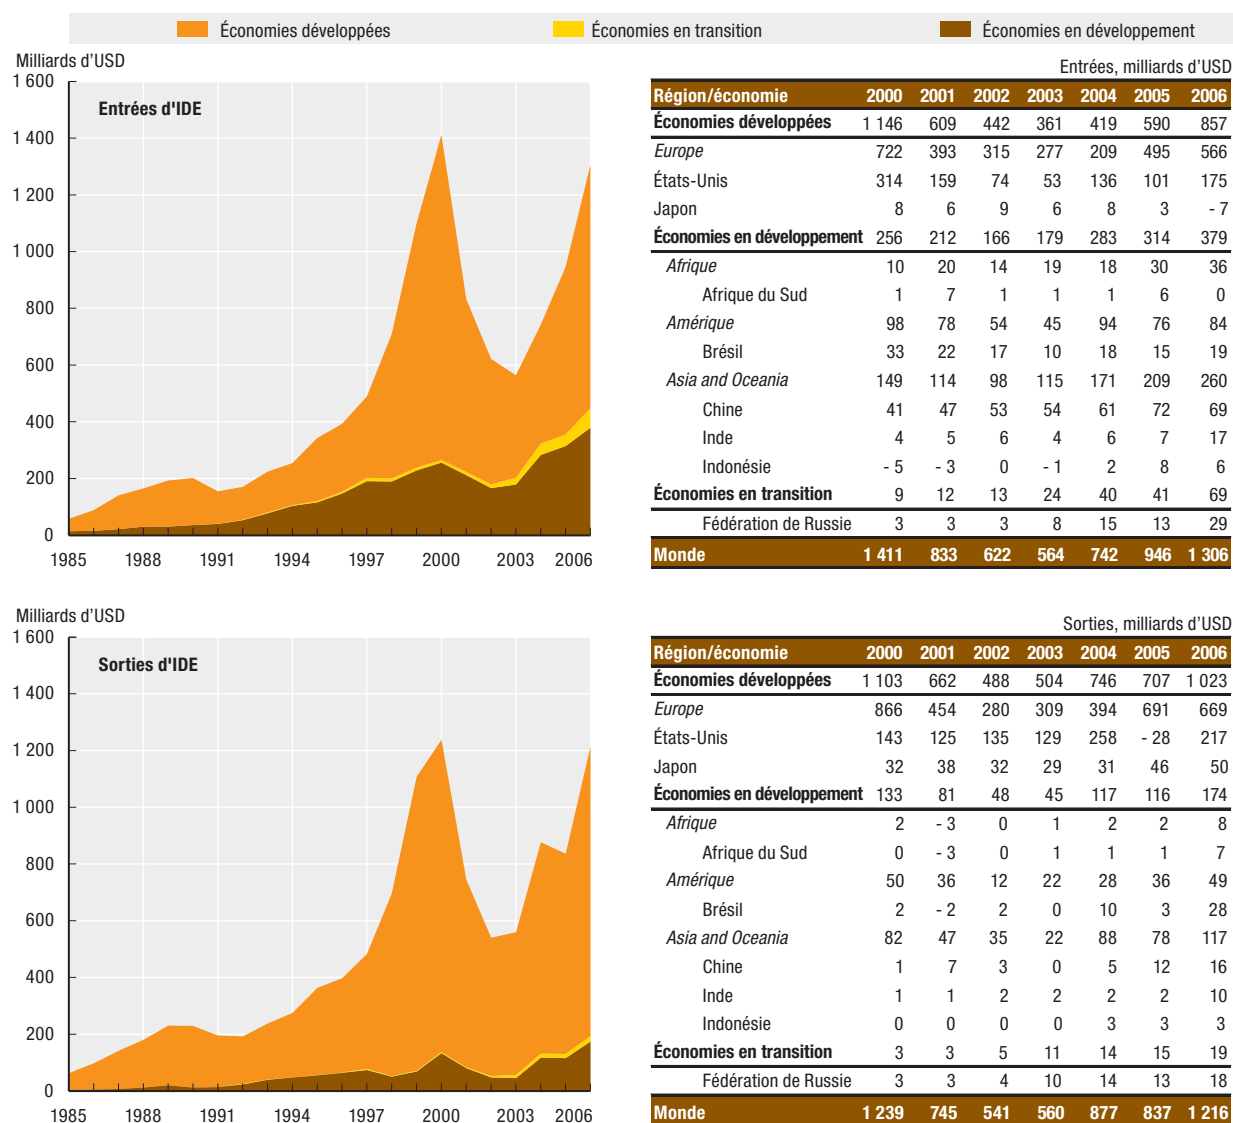 Économies développées Économies en transition Économies en développement
Milliards d'USD
1 600
1 400
1 200
1 000
800
600
400
200
0
Entrées d'IDE
1985 1988 1991 1994 1997 2000 2003 2006
Entrées, milliards d'USD
Région/économie 2000 2001 2002 2003 2004 2005 2006
Économies développées 1 146 609 442 361 419 590 857
Europe 722 393 315 277 209 495 566
États-Unis 314 159 74 53 136 101 175
Japon 8 6 9 6 8 3 - 7
Économies en développement 256 212 166 179 283 314 379
Afrique 10 20 14 19 18 30 36
Afrique du Sud 1 7 1 1 1 6 0
Amérique 98 78 54 45 94 76 84
Brésil 33 22 17 10 18 15 19
Asia and Oceania 149 114 98 115 171 209 260
Chine 41 47 53 54 61 72 69
Inde 4 5 6 4 6 7 17
Indonésie - 5 - 3 0 - 1 2 8 6
Économies en transition 9 12 13 24 40 41 69
Fédération de Russie 3 3 3 8 15 13 29
Monde 1 411 833 622 564 742 946 1 306
Milliards d'USD
1 600
1 400
1 200
1 000
800
600
400
200
0
Sorties d'IDE
1985 1988 1991 1994 1997 2000 2003 2006
Sorties, milliards d'USD
Région/économie 2000 2001 2002 2003 2004 2005 2006
Économies développées 1 103 662 488 504 746 707 1 023
Europe 866 454 280 309 394 691 669
États-Unis 143 125 135 129 258 - 28 217
Japon 32 38 32 29 31 46 50
Économies en développement 133 81 48 45 117 116 174
Afrique 2 - 3 0 1 2 2 8
Afrique du Sud 0 - 3 0 1 1 1 7
Amérique 50 36 12 22 28 36 49
Brésil 2 - 2 2 0 10 3 28
Asia and Oceania 82 47 35 22 88 78 117
Chine 1 7 3 0 5 12 16
Inde 1 1 2 2 2 2 10
Indonésie 0 0 0 0 3 3 3
Économies en transition 3 3 5 11 14 15 19
Fédération de Russie 3 3 4 10 14 13 18
Monde 1 239 745 541 560 877 837 1 216